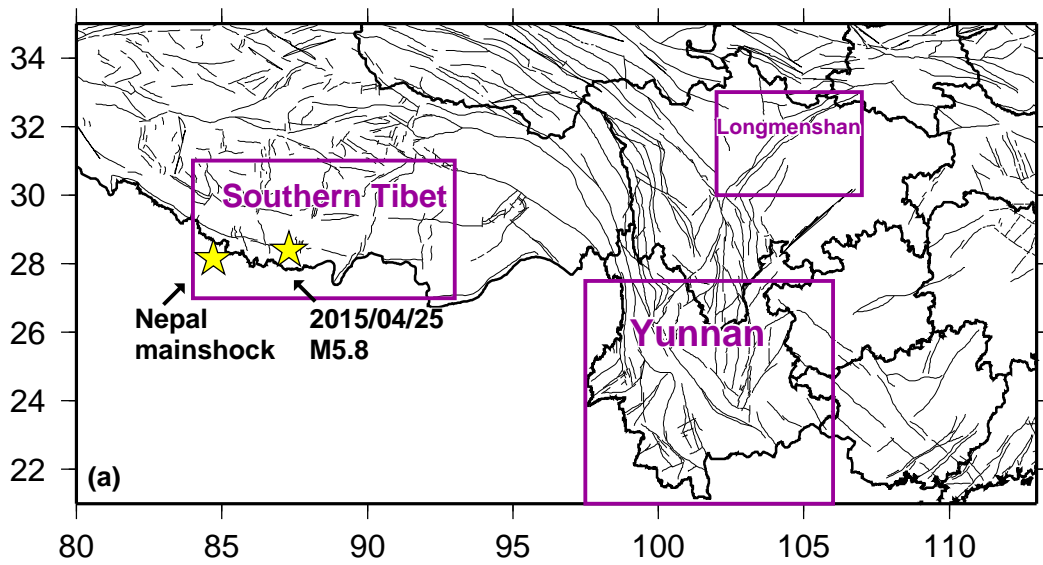 34
32
Longmenshan
30
Southern Tibet
28
Nepal
mainshock
2015/04/25
M5.8
26
Yunnan
24
22
(a)
80 85 90 95 100 105 110